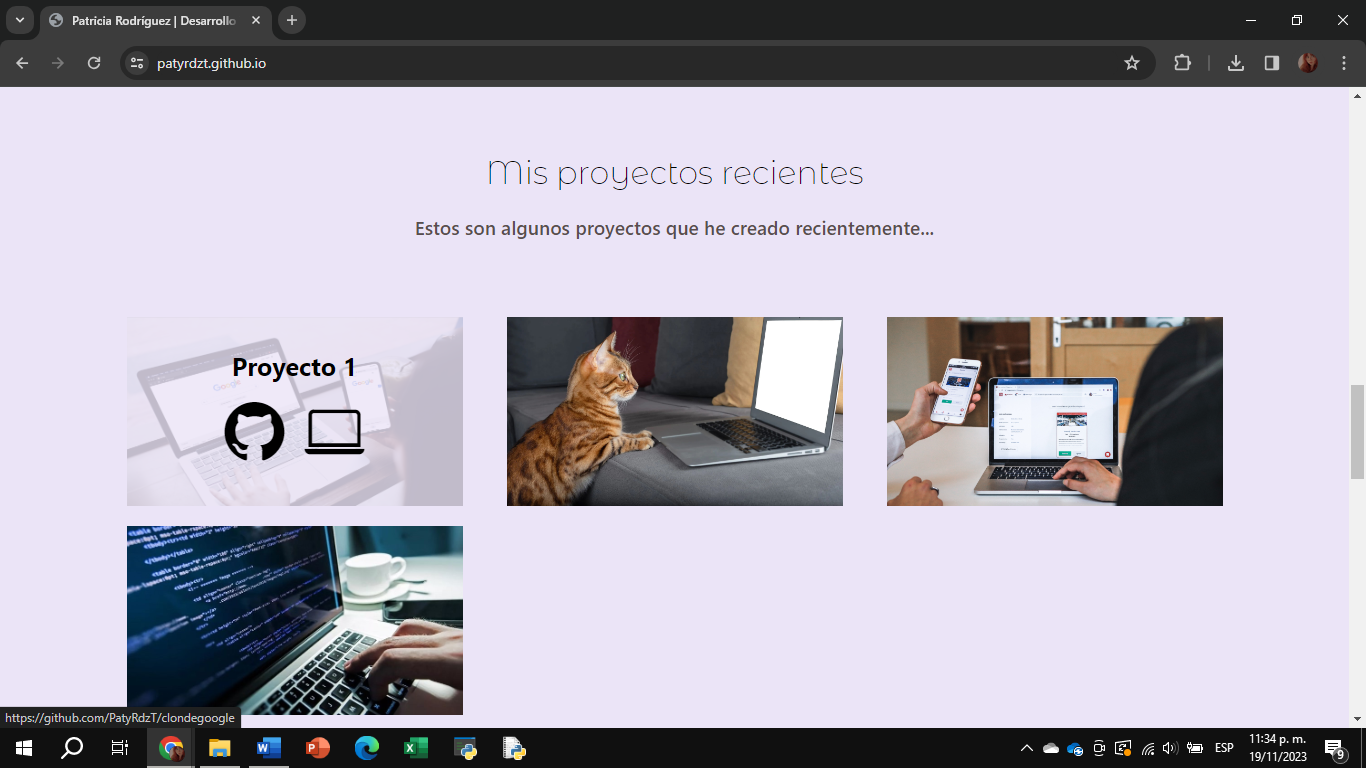 Patricia Rodríguez | Desarrollo
patyrdzt.github.io
Mis proyectos recientes
Estos son algunos proyectos que he creado recientemente...
Proyecto 1
Google
https://github.com/PatyRdzT/clondegoogle
ESP
11:34 p. m.
19/11/2023
9